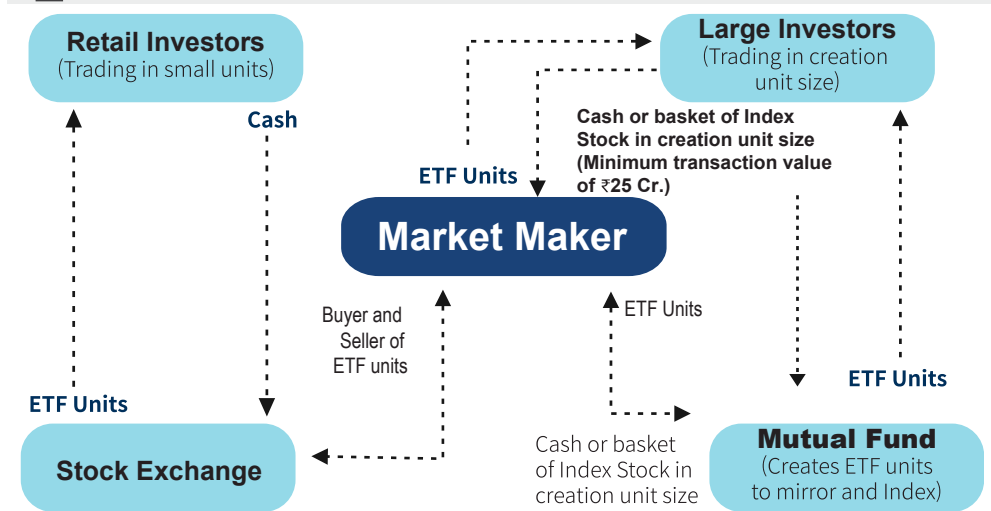 Retail Investors
(Trading in small units)
Large Investors
(Trading in creation
unit size)
Cash
Cash or basket of Index
Stock in creation unit size
(Minimum transaction value
of ₹25 Cr.)
ETF Units
Market Maker
Buyer and
Seller of
ETF units
ETF Units
ETF Units
ETF Units
Stock Exchange
Cash or basket
of Index Stock in
creation unit size
Mutual Fund
(Creates ETF units
to mirror and Index)